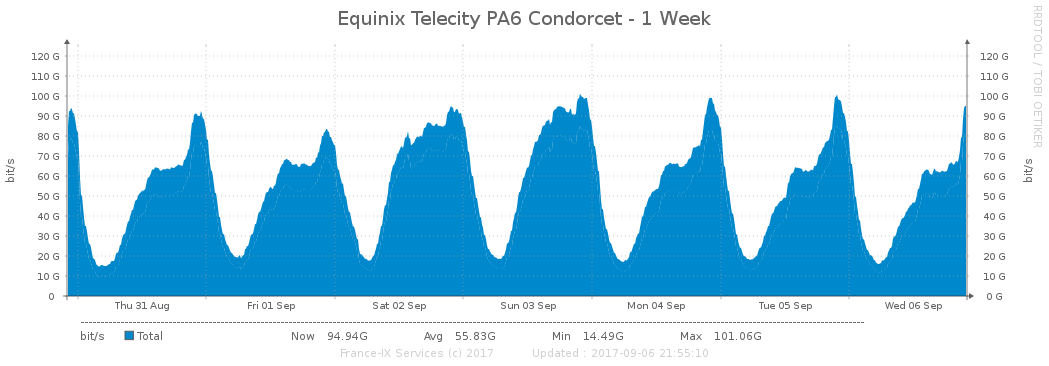 Equinix Telecity PA6 Condorcet - 1 Week
RRDTOOL / TOBI OETIKER
bit/s
120 G 120 G
110 G 110 G
100 G 100 G
90 G 90 G
80 G 80 G
70 G 70 G
60 G 60 G
50 G 50 G
40 G 40 G
30 G 30 G
20 G 20 G
10 G 10 G
0 0 G
bit/s
Thu 31 Aug Fri 01 Sep Sat 02 Sep Sun 03 Sep Mon 04 Sep Tue 05 Sep Wed 06 Sep
bit/s Total Now 94.94G Avg 55.83G Min 14.49G Max 101.06G
France-IX Services (c) 2017 Updated : 2017-09-06 21:55:10